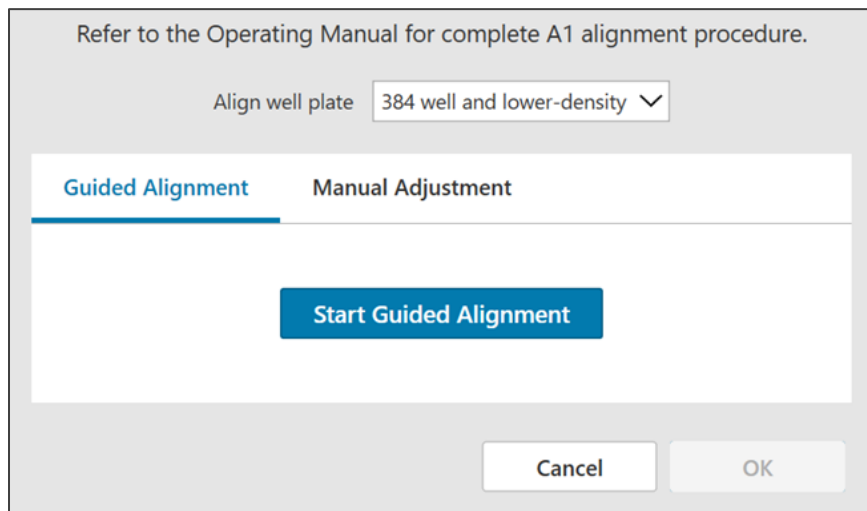 Refer to the Operating Manual for complete A1 alignment procedure.
Align well plate 384 well and lower-density
Guided Alignment Manual Adjustment
Start Guided Alignment
Cancel OK